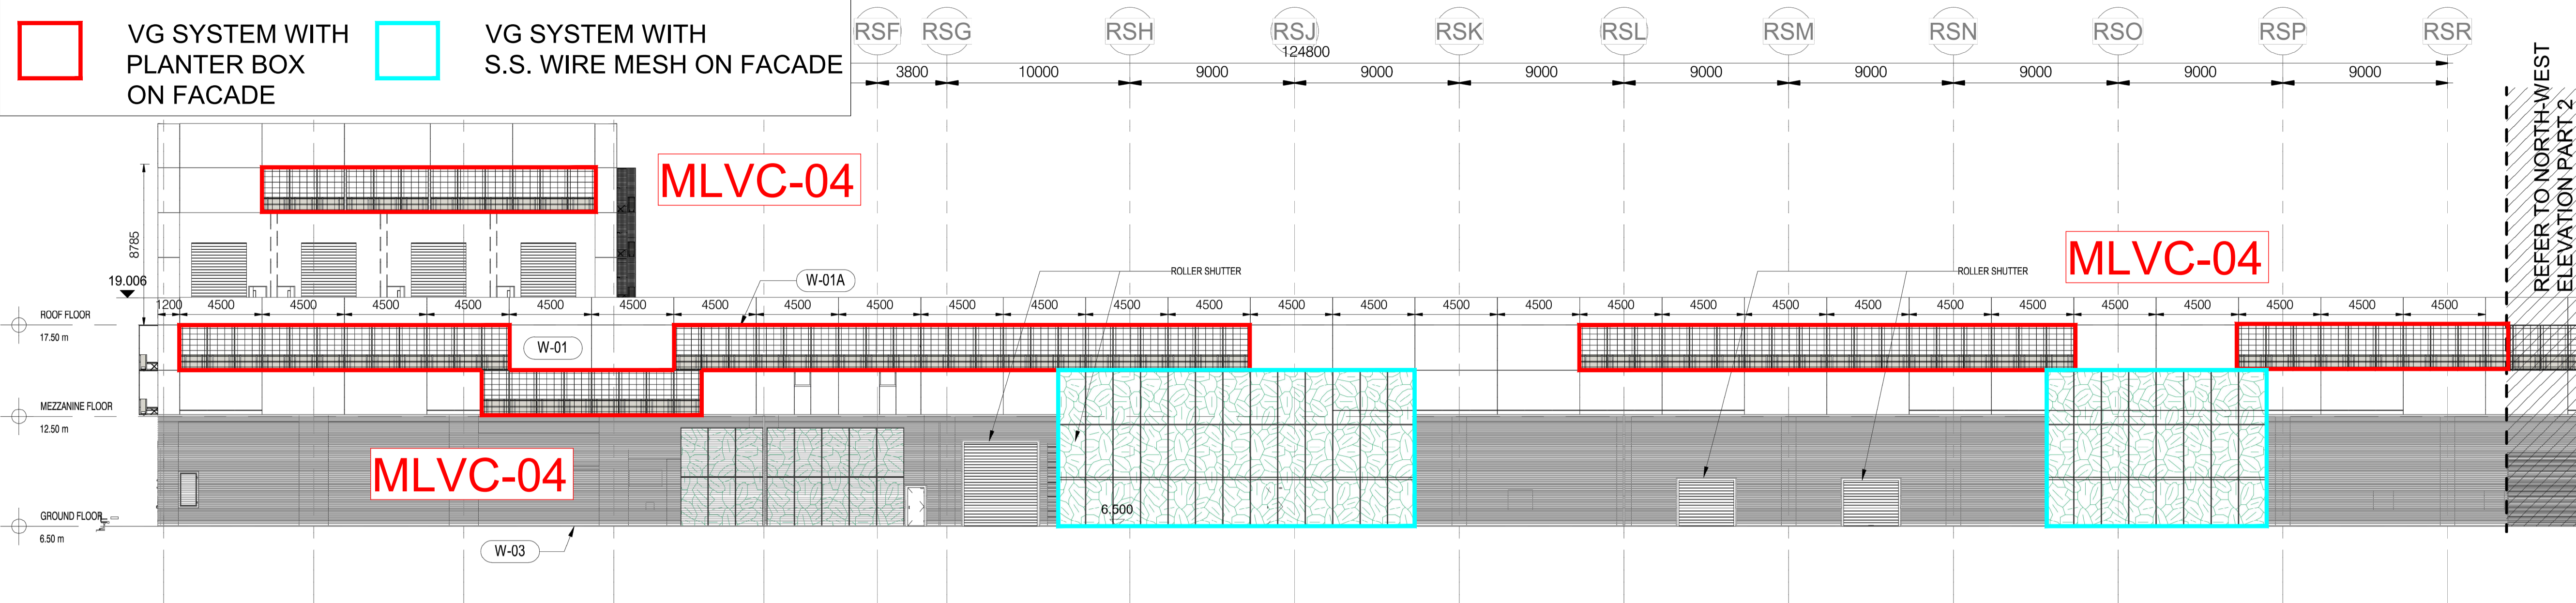 VG SYSTEM WITH
PLANTER BOX
ON FACADE
VG SYSTEM WITH
S.S. WIRE MESH ON FACADE
RSF RSG RSH RSJ RSK RSL RSM RSN RSO RSP RSR
124800
3800 10000 9000 9000 9000 9000 9000 9000 9000 9000
REFER TO NORTH-WEST
ELEVATION PART 2
MLVC-04
8785
MLVC-04
19.006
W-01A
ROLLER SHUTTER
ROLLER SHUTTER
1200 4500 4500 4500 4500 4500 4500 4500 4500 4500 4500 4500 4500 4500 4500 4500 4500 4500 4500 4500 4500 4500 4500 4500 4500 4500 4500 4500 4500
ROOF FLOOR
17.50 m
W-01
MEZZANINE FLOOR
12.50 m
MLVC-04
6.500
GROUND FLOOR
6.50 m
W-03